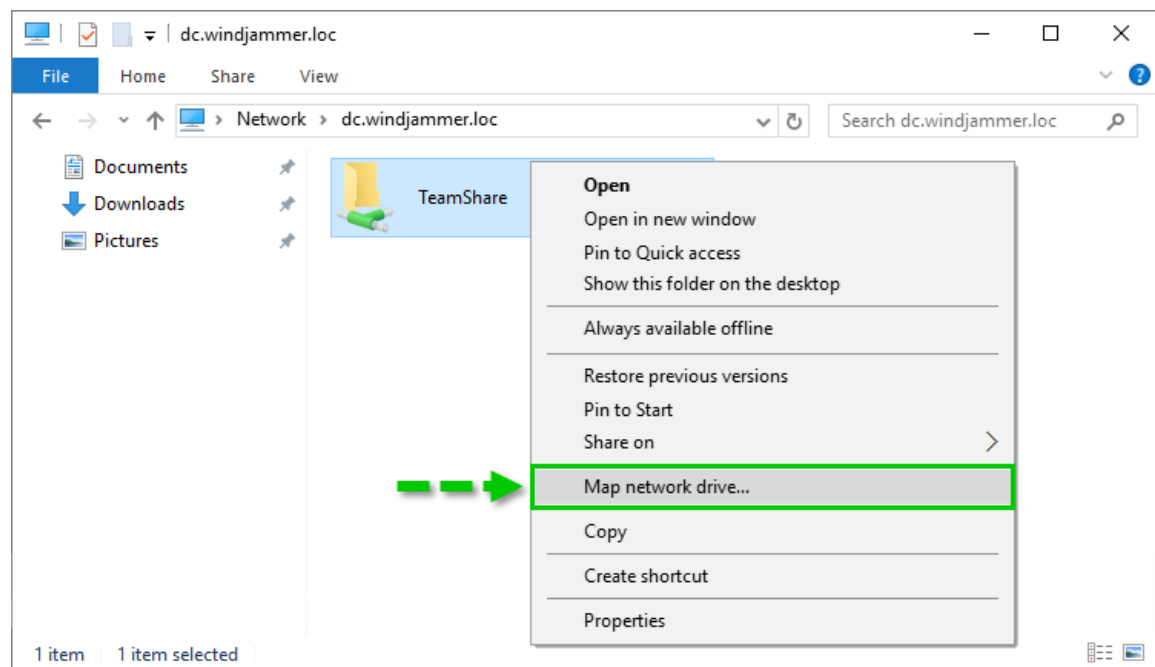 dc.windjammer.loc
File Home Share View
Network > dc.windjammer.loc
Search dc.windjammer.loc
Documents
Downloads
Pictures
TeamShare
Open
Open in new window
Pin to Quick access
Show this folder on the desktop
Always available offline
Restore previous versions
Pin to Start
Share on
Map network drive...
Copy
Create shortcut
Properties
1 item 1 item selected